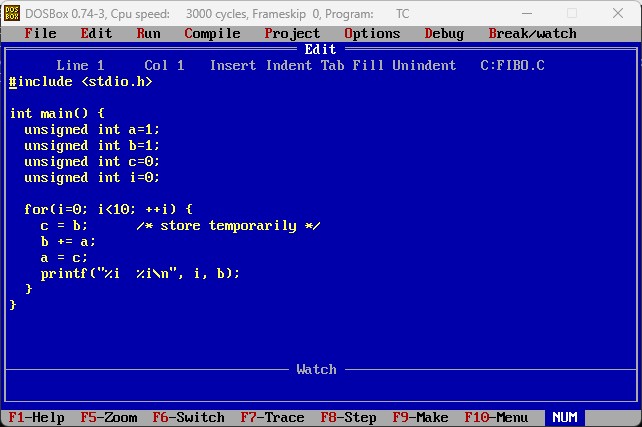 DOSBox 0.74-3, Cpu speed: 3000 cycles, Frameskip 0, Program: TC
File Edit Run Compile Project Options Debug Break/watch
Edit
Line 1 Col 1 Insert Indent Tab Fill Unindent C:FIBO.C
#include <stdio.h>
int main() {
  unsigned int a=1;
  unsigned int b=1;
  unsigned int c=0;
  unsigned int i=0;
  for(i=0; i<10; ++i) {
    c = b;      /* store temporarily */
    b += a;
    a = c;
    printf("%i  %i\n", i, b);
  }
}
Watch
F1-Help F5-Zoom F6-Switch F7-Trace F8-Step F9-Make F10-Menu NUM